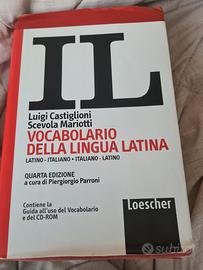 IL
Luigi Castiglioni
Scevola Mariotti
VOCABOLARIO
DELLA LINGUA LATINA
LATINO - ITALIANO • ITALIANO - LATINO
QUARTA EDIZIONE
a cura di Piergiorgio Parroni
Contiene la
Guida all'uso del Vocabolario
e del CD-ROM
Loescher
subito